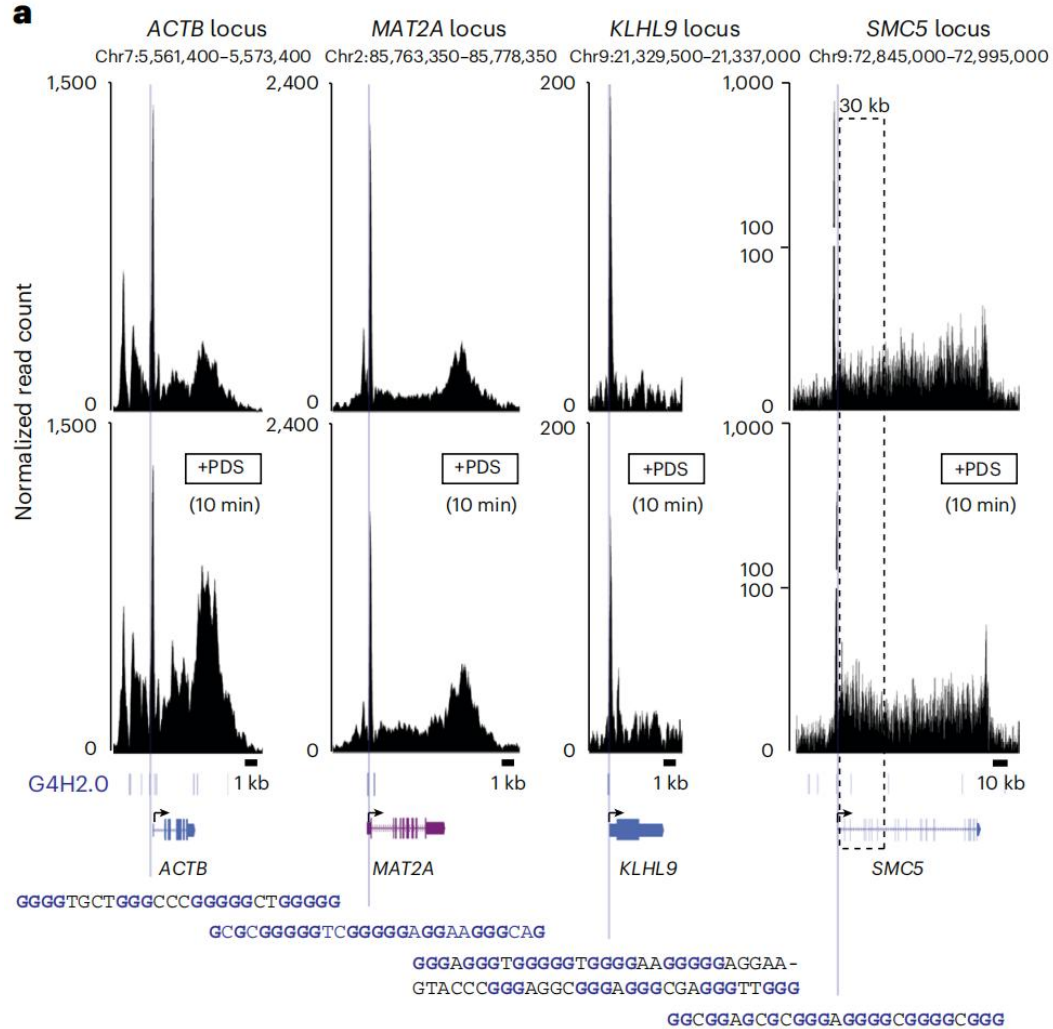 a
ACTB locus MAT2A locus KLHL9 locus SMC5 locus
Chr7:5,561,400–5,573,400 Chr2:85,763,350–85,778,350 Chr9:21,329,500–21,337,000 Chr9:72,845,000–72,995,000
1,500 2,400 200 1,000
30 kb
100
100
0 0 0 0
Normalized read count
1,500 2,400 200 1,000
+PDS +PDS +PDS +PDS
(10 min) (10 min) (10 min) (10 min)
100
100
0 0 0 0
G4H2.0 1 kb 1 kb 1 kb 10 kb
ACTB MAT2A KLHL9 SMC5
GGGGTGCTGGGCCCGGGGGCTGGGGG
GCGCGGGGGTCGGGGGAGGAAGGGCAG
GGGAGGGTGGGGGTGGGGAAGGGGGAGGAA-
GTACCCGGGAGGCGGGAGGGCGAGGGTTGGG
GGCGGAGCGCGGGAGGGGCGGGGCGGG